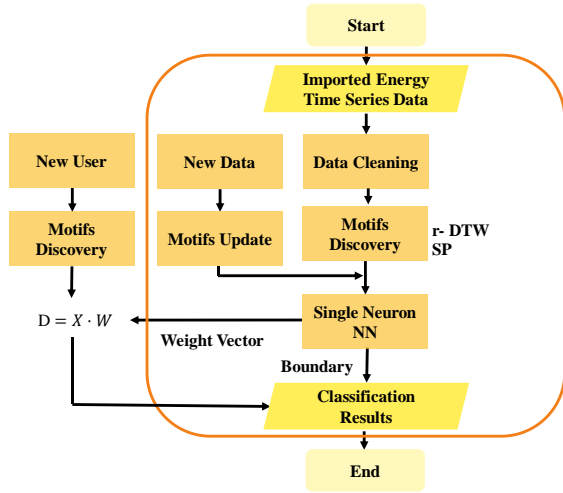 Start
Imported Energy
Time Series Data
New User
New Data
Data Cleaning
Motifs
Discovery
Motifs Update
Motifs
Discovery
r- DTW
SP
D = X · W
Weight Vector
Single Neuron
NN
Boundary
Classification
Results
End